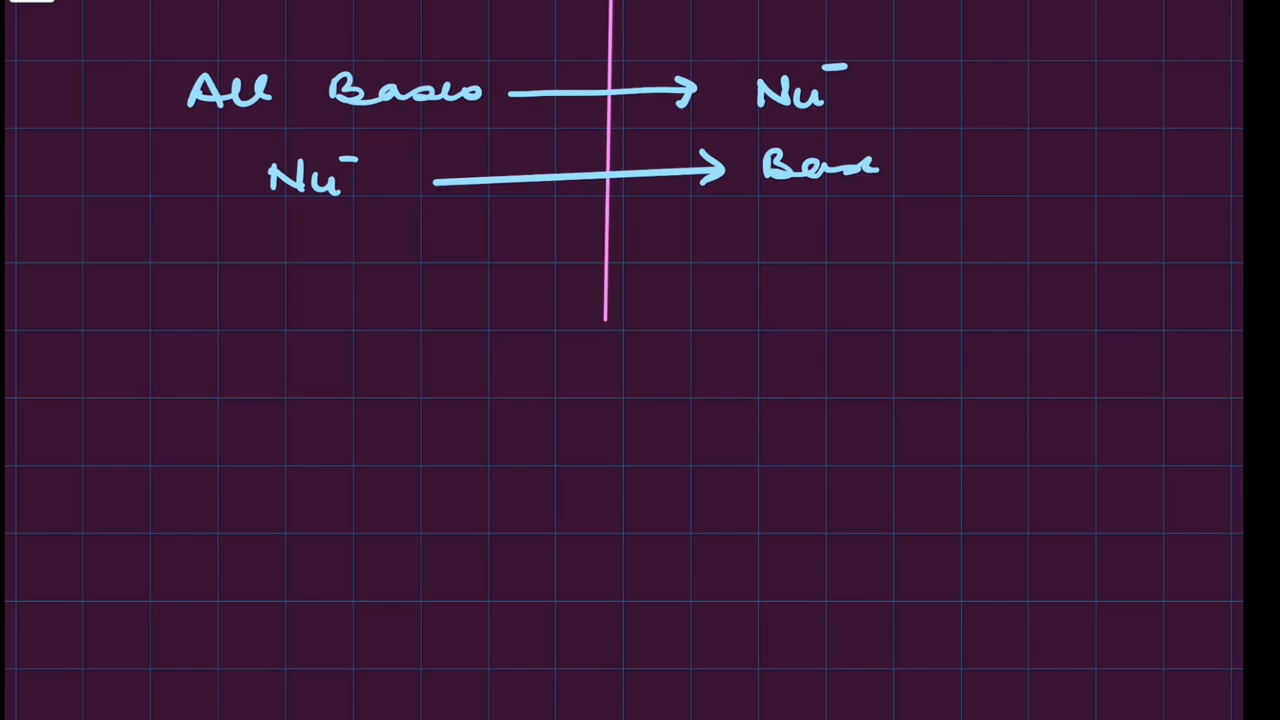 All Bases → Nu⁻
Nu⁻ → Base